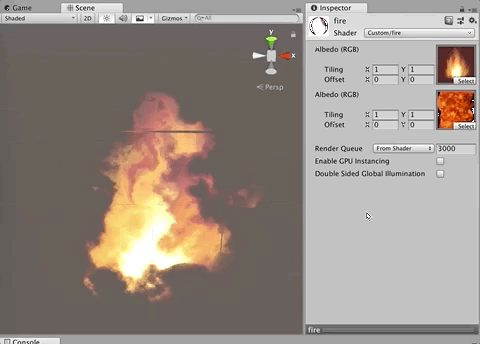 Game
Scene
Inspector
Shaded
2D
Gizmos
All
fire
Shader
Custom/fire
y
x
Persp
Albedo (RGB)
Tiling X 1 Y 1
Offset X 0 Y 0
Select
Albedo (RGB)
Tiling X 1 Y 1
Offset X 0 Y 0
Select
Render Queue From Shader 3000
Enable GPU Instancing
Double Sided Global Illumination
fire
Console